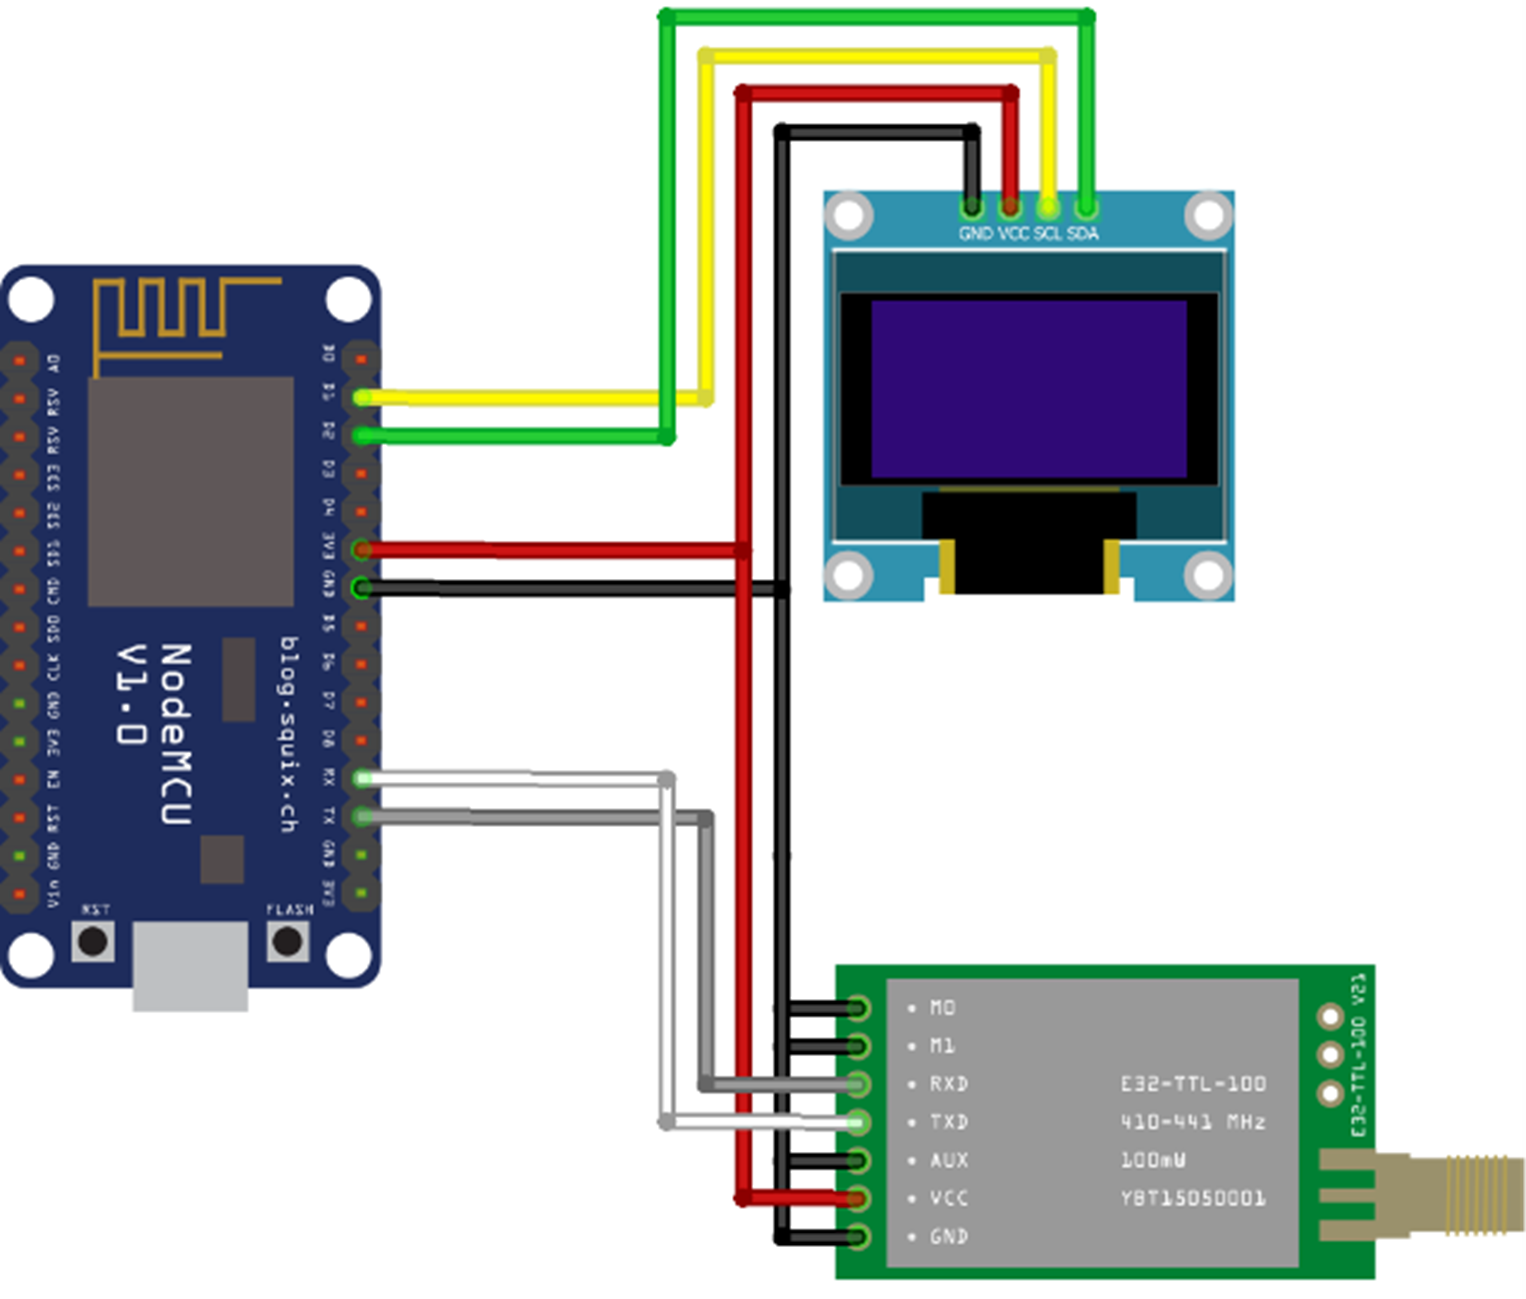 GND VCC SCL SDA
A0
RSV
RSV
SD3
SD2
SD1
CMD
SD0
CLK
GND
3V3
EN
RST
GND
Vin
D0
D1
D2
D3
D4
3V3
GND
D5
D6
D7
D8
RX
TX
GND
3V3
NodeMCU
V1.0
blog.squix.ch
RST
FLASH
M0
M1
RXD
TXD
AUX
VCC
GND
E32-TTL-100
410-441 MHz
100mW
YBT15050001
E32-TTL-100 V21